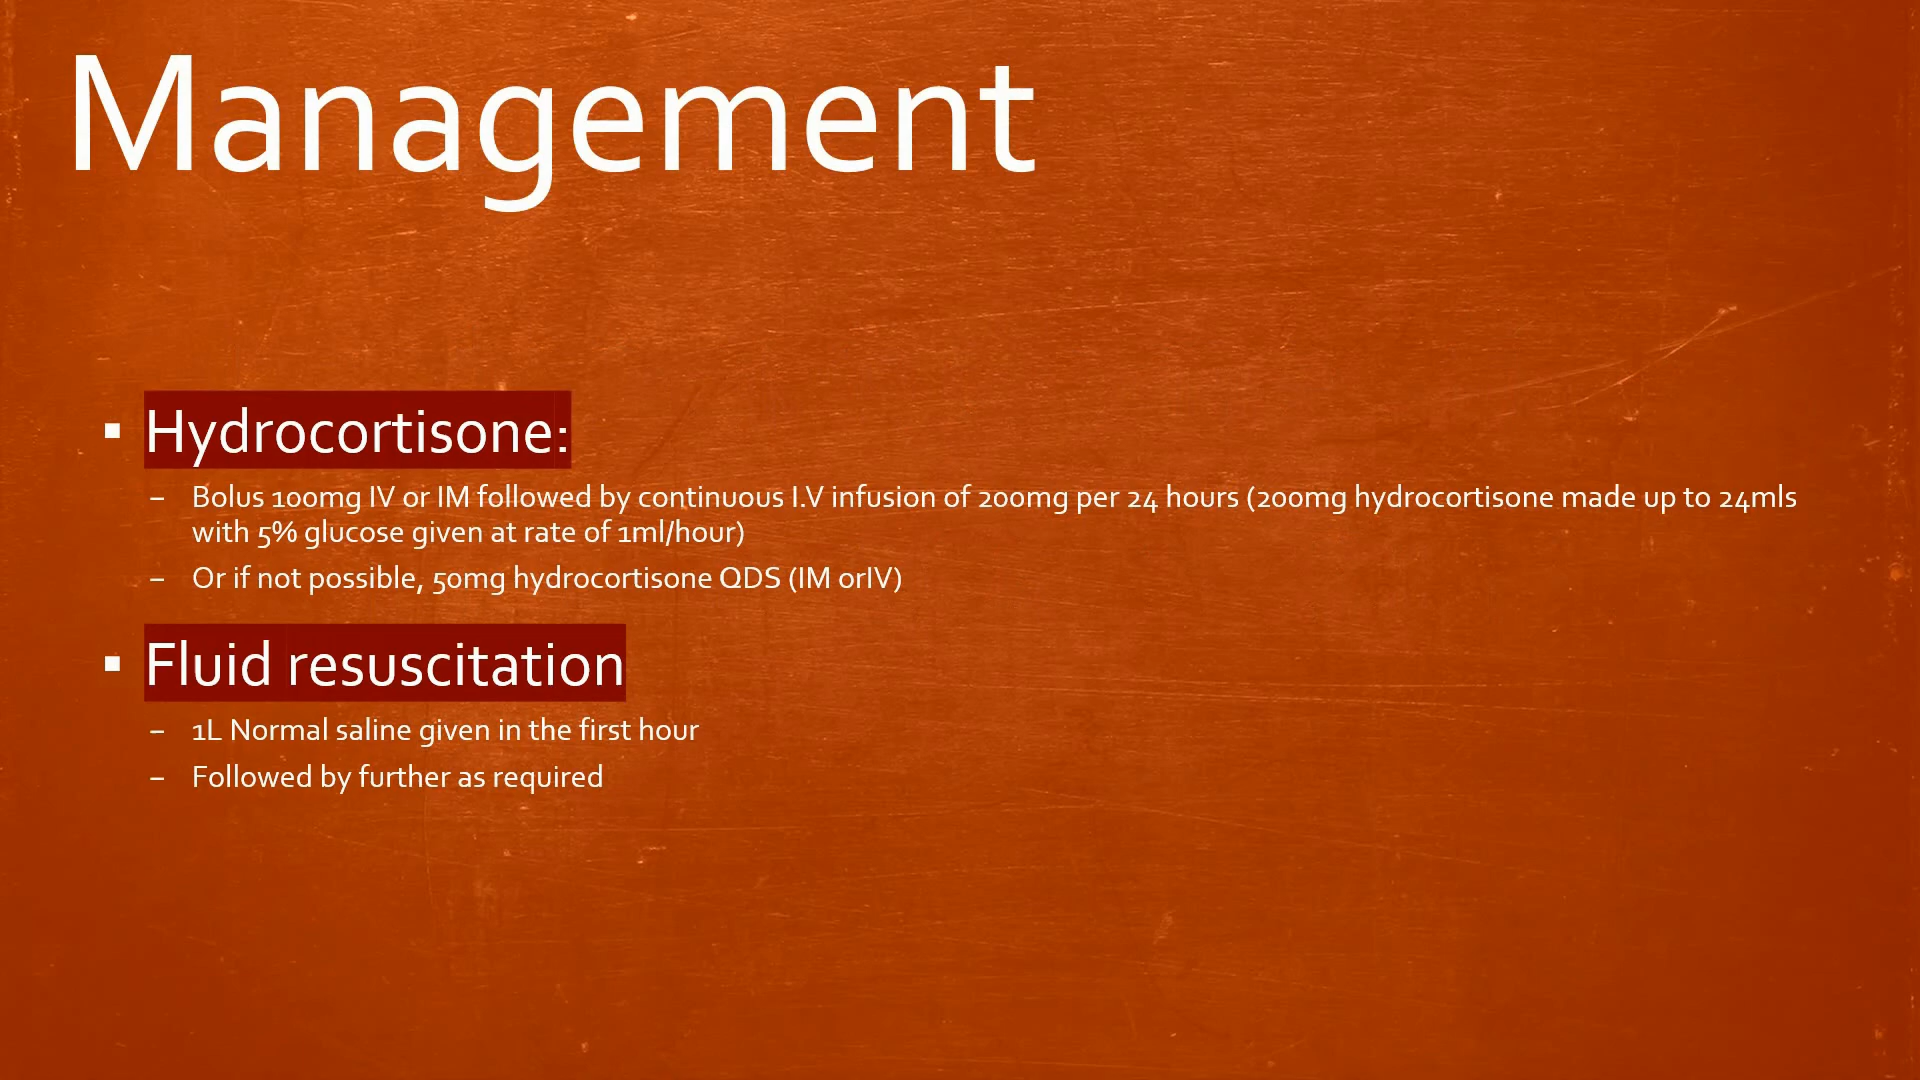 Management
▪ Hydrocortisone:
– Bolus 100mg IV or IM followed by continuous I.V infusion of 200mg per 24 hours (200mg hydrocortisone made up to 24mls
with 5% glucose given at rate of 1ml/hour)
– Or if not possible, 50mg hydrocortisone QDS (IM orIV)
▪ Fluid resuscitation
– 1L Normal saline given in the first hour
– Followed by further as required